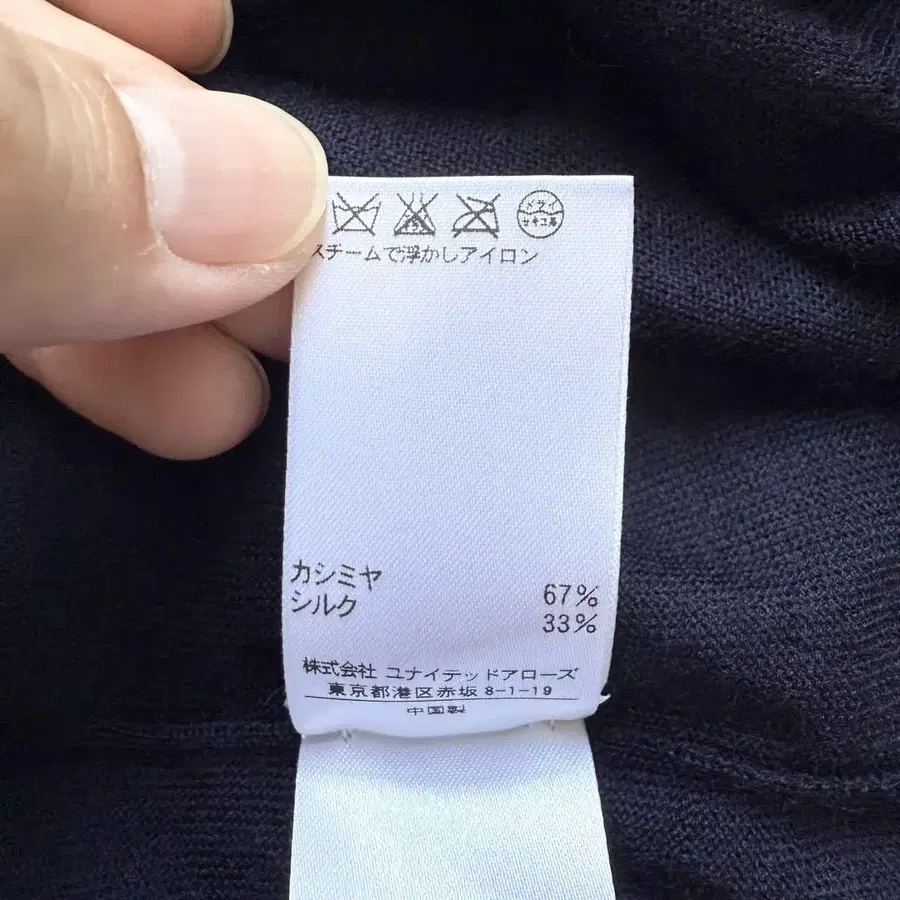 ドライ
セキユ系
スチームで浮かしアイロン
カシミヤ 67%
シルク 33%
株式会社 ユナイテッドアローズ
東京都港区赤坂 8-1-19
中国製